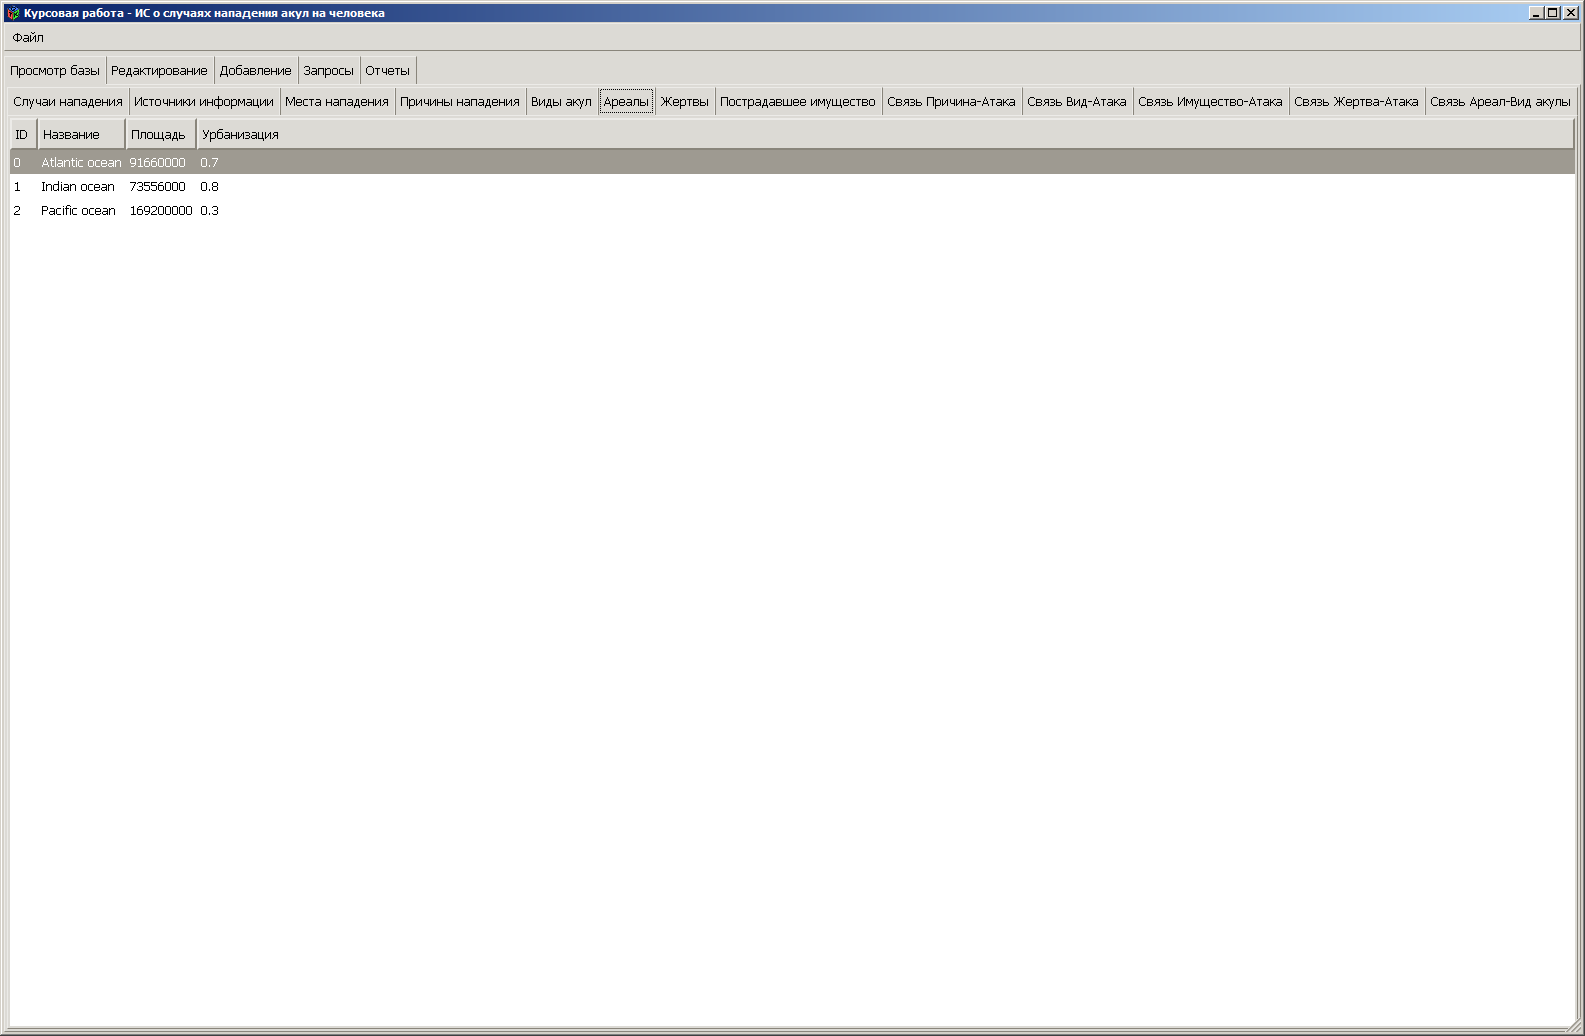 Курсовая работа - ИС о случаях нападения акул на человека
Файл
Просмотр базы Редактирование Добавление Запросы Отчеты
Случаи нападения Источники информации Места нападения Причины нападения Виды акул Ареалы Жертвы Пострадавшее имущество Связь Причина-Атака Связь Вид-Атака Связь Имущество-Атака Связь Жертва-Атака Связь Ареал-Вид акулы
ID Название Площадь Урбанизация
0 Atlantic ocean 91660000 0.7
1 Indian ocean 73556000 0.8
2 Pacific ocean 169200000 0.3